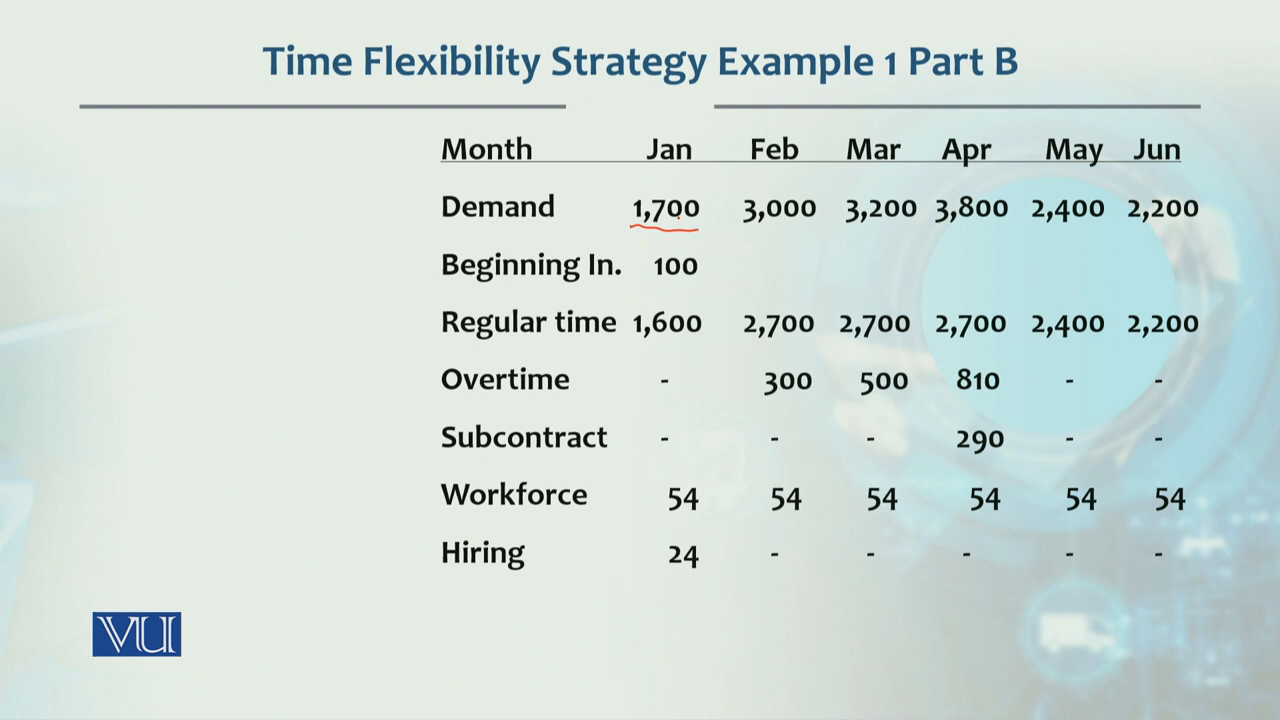 Time Flexibility Strategy Example 1 Part B
Month Jan Feb Mar Apr May Jun
Demand 1,700 3,000 3,200 3,800 2,400 2,200
Beginning In. 100
Regular time 1,600 2,700 2,700 2,700 2,400 2,200
Overtime - 300 500 810 - -
Subcontract - - - 290 - -
Workforce 54 54 54 54 54 54
Hiring 24 - - - - -
VU